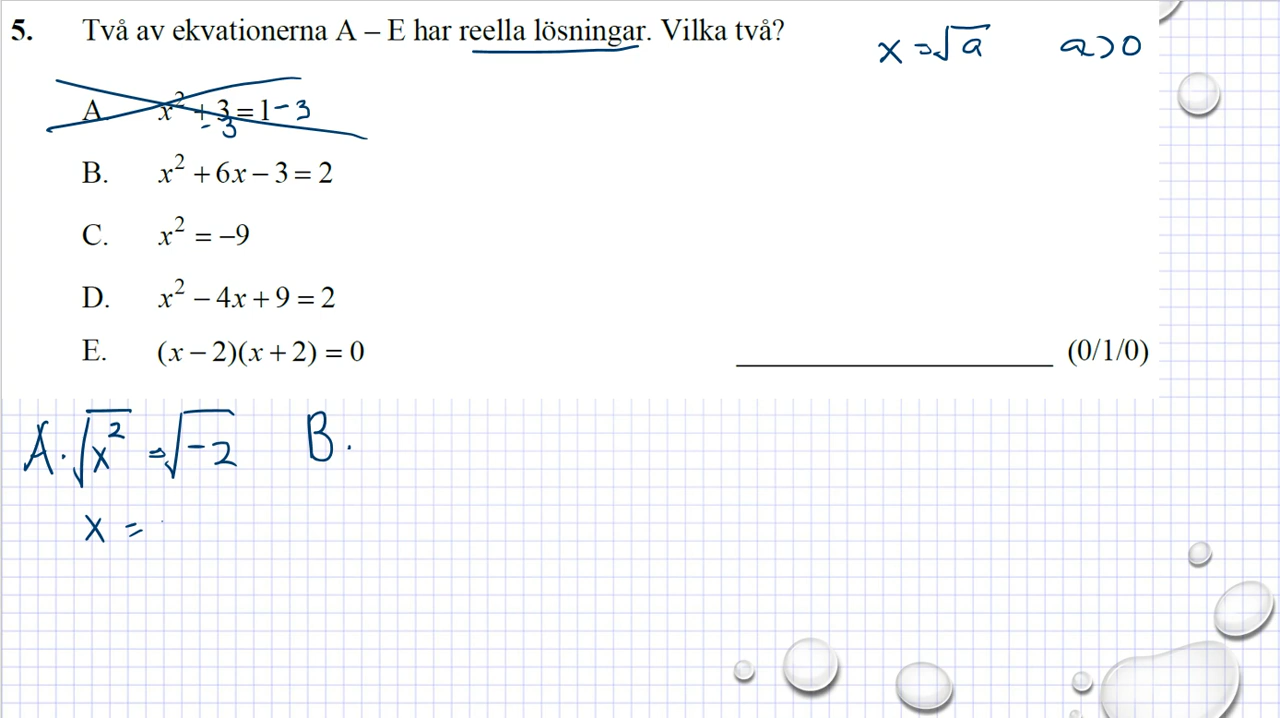 5. Två av ekvationerna A – E har reella lösningar. Vilka två?
x = √a a > 0
A. x² + 3 = 1 - 3
- 3
B. x² + 6x − 3 = 2
C. x² = −9
D. x² − 4x + 9 = 2
E. (x − 2)(x + 2) = 0 (0/1/0)
A. √x² = √-2 B.
x =